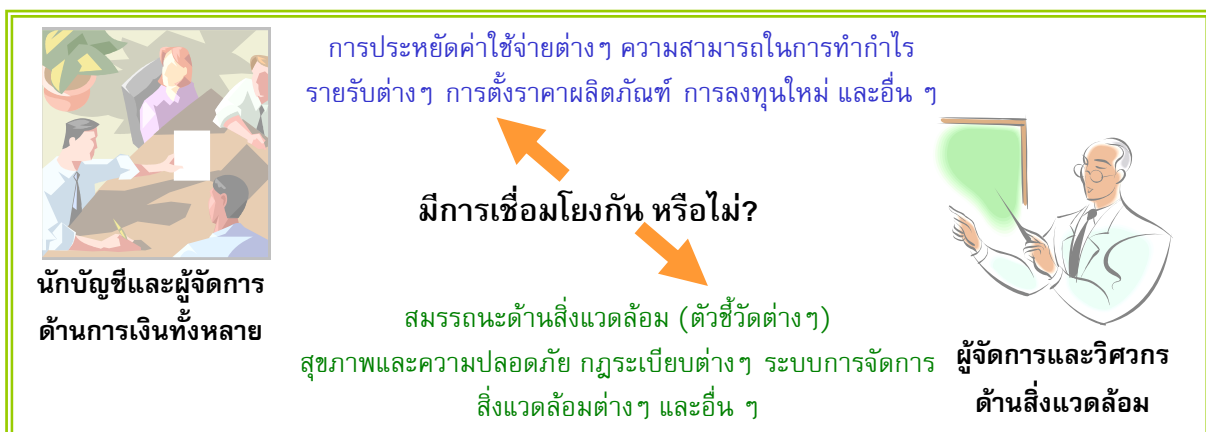 การประหยัดค่าใช้จ่ายต่างๆ ความสามารถในการทำกำไร
รายรับต่างๆ การตั้งราคาผลิตภัณฑ์ การลงทุนใหม่ และอื่น ๆ
มีการเชื่อมโยงกัน หรือไม่?
นักบัญชีและผู้จัดการ
ด้านการเงินทั้งหลาย
สมรรถนะด้านสิ่งแวดล้อม (ตัวชี้วัดต่างๆ)
สุขภาพและความปลอดภัย กฎระเบียบต่างๆ ระบบการจัดการ
สิ่งแวดล้อมต่างๆ และอื่น ๆ
ผู้จัดการและวิศวกร
ด้านสิ่งแวดล้อม